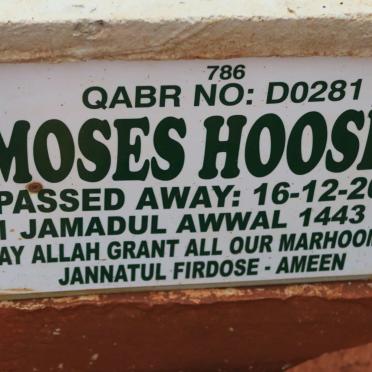 786
QABR NO: D0281
MOSES HOOSE
PASSED AWAY: 16-12-20
JAMADUL AWWAL 1443
AY ALLAH GRANT ALL OUR MARHOOM
JANNATUL FIRDOSE - AMEEN